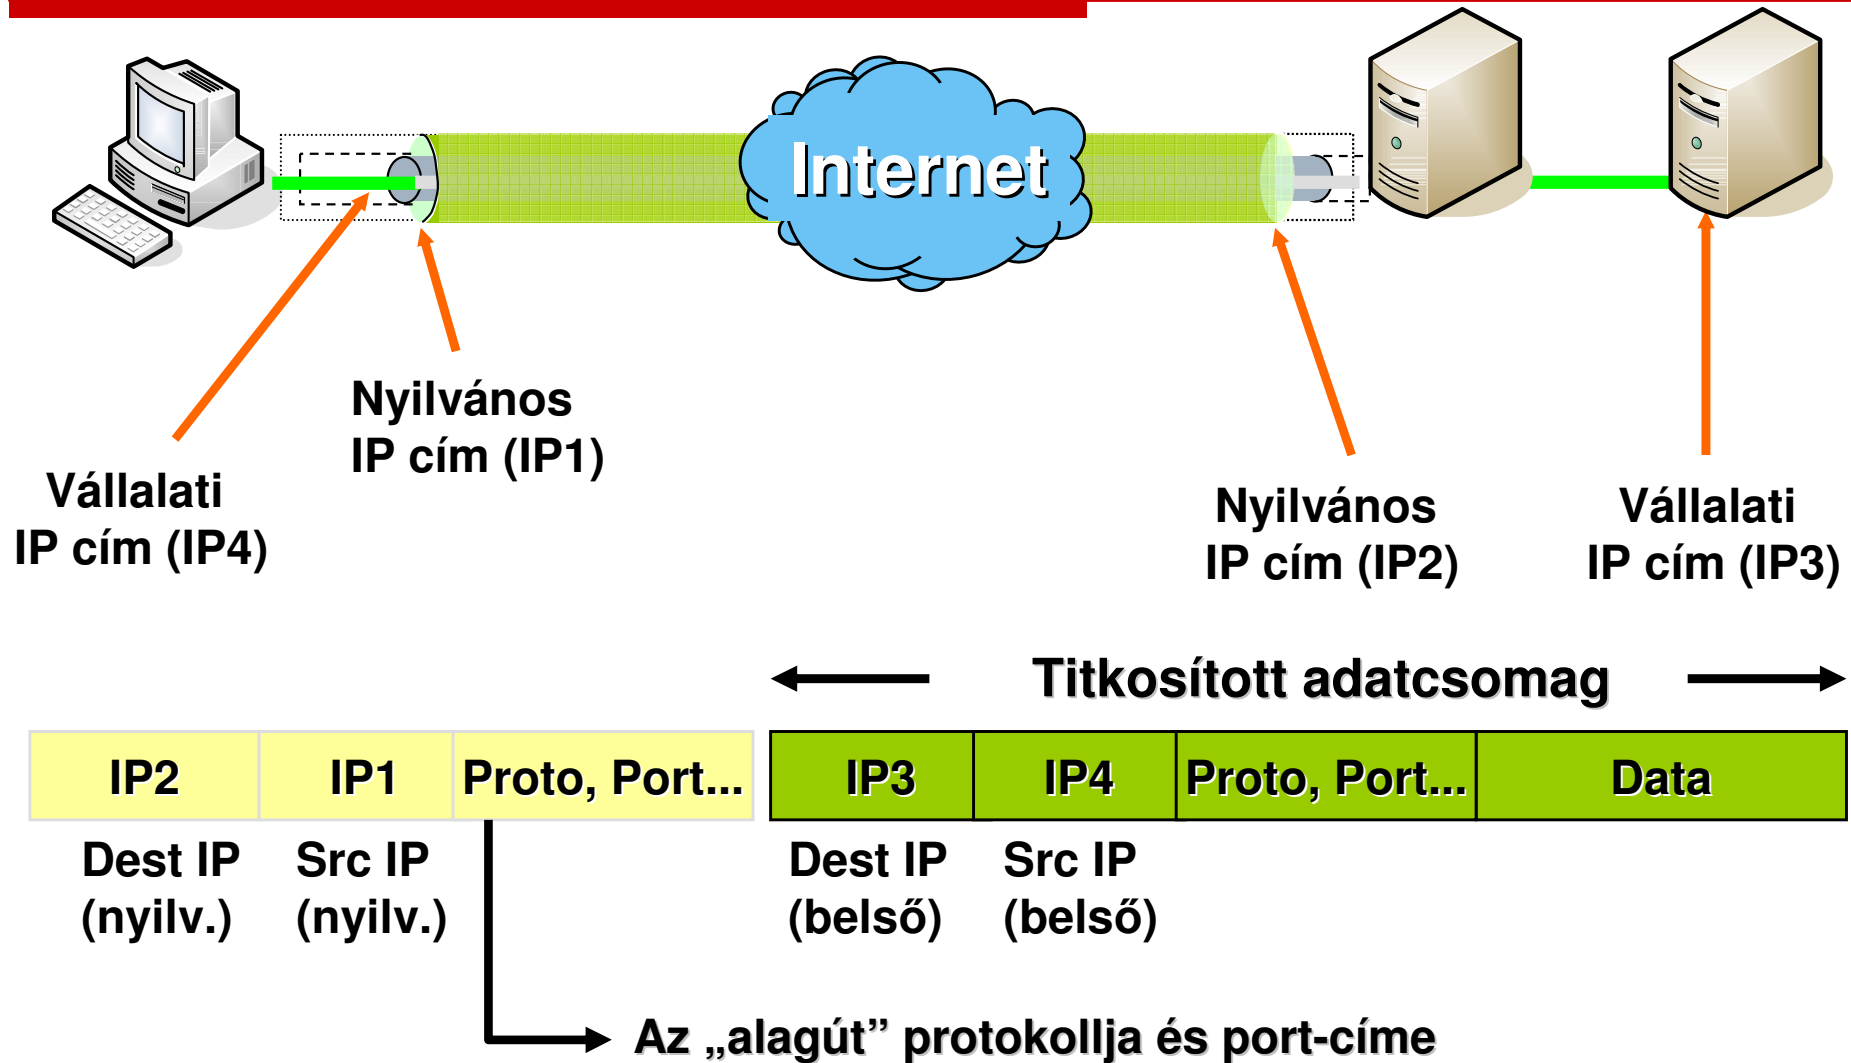 Internet
Nyilvános
IP cím (IP1)
Vállalati
IP cím (IP4)
Nyilvános
IP cím (IP2)
Vállalati
IP cím (IP3)
Titkosított adatcsomag
IP2 IP1 Proto, Port... IP3 IP4 Proto, Port... Data
Dest IP
(nyilv.)
Src IP
(nyilv.)
Dest IP
(belső)
Src IP
(belső)
Az „alagút” protokollja és port-címe